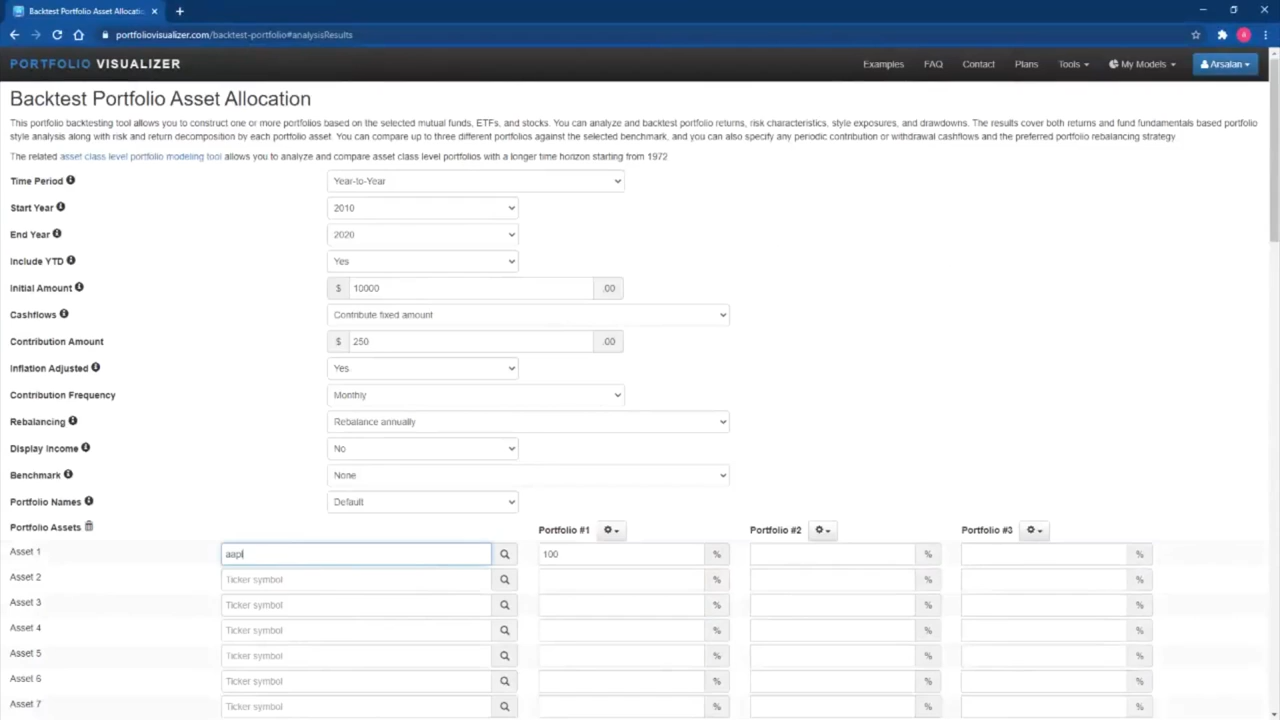 Backtest Portfolio Asset Allocatio
portfoliovisualizer.com/backtest-portfolio#analysisResults
PORTFOLIO VISUALIZER
Examples FAQ Contact Plans Tools My Models Arsalan
Backtest Portfolio Asset Allocation
This portfolio backtesting tool allows you to construct one or more portfolios based on the selected mutual funds, ETFs, and stocks. You can analyze and backtest portfolio returns, risk characteristics, style exposures, and drawdowns. The results cover both returns and fund fundamentals based portfolio
style analysis along with risk and return decomposition by each portfolio asset. You can compare up to three different portfolios against the selected benchmark, and you can also specify any periodic contribution or withdrawal cashflows and the preferred portfolio rebalancing strategy.
The related asset class level portfolio modeling tool allows you to analyze and compare asset class level portfolios with a longer time horizon starting from 1972
Time Period Year-to-Year
Start Year 2010
End Year 2020
Include YTD Yes
Initial Amount $ 10000 .00
Cashflows Contribute fixed amount
Contribution Amount $ 250 .00
Inflation Adjusted Yes
Contribution Frequency Monthly
Rebalancing Rebalance annually
Display Income No
Benchmark None
Portfolio Names Default
Portfolio Assets Portfolio #1 Portfolio #2 Portfolio #3
Asset 1 aapl 100 % % %
Asset 2 Ticker symbol % % %
Asset 3 Ticker symbol % % %
Asset 4 Ticker symbol % % %
Asset 5 Ticker symbol % % %
Asset 6 Ticker symbol % % %
Asset 7 Ticker symbol % % %